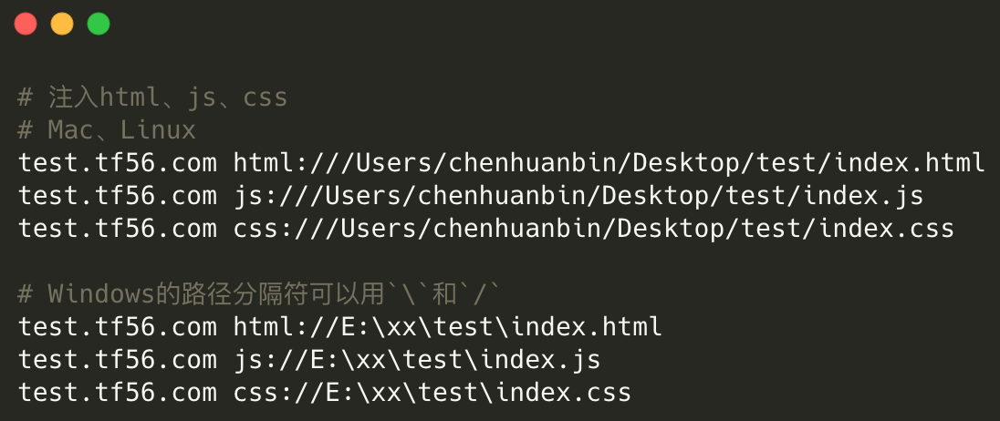 # 注入html、js、css
# Mac、Linux
test.tf56.com html:///Users/chenhuanbin/Desktop/test/index.html
test.tf56.com js:///Users/chenhuanbin/Desktop/test/index.js
test.tf56.com css:///Users/chenhuanbin/Desktop/test/index.css
# Windows的路径分隔符可以用`\`和`/`
test.tf56.com html://E:\xx\test\index.html
test.tf56.com js://E:\xx\test\index.js
test.tf56.com css://E:\xx\test\index.css